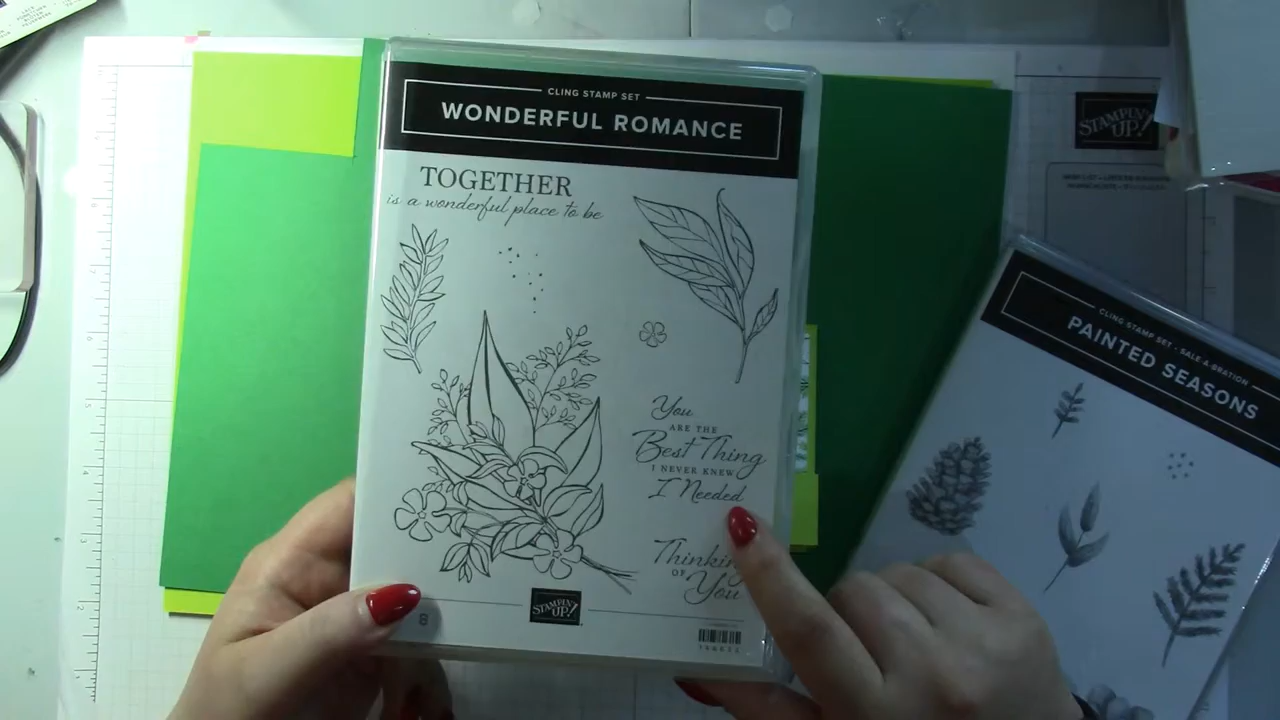 CLING STAMP SET
WONDERFUL ROMANCE
TOGETHER
is a wonderful place to be
You
ARE THE
Best Thing
I NEVER KNEW
I Needed
Thinking
OF
You
8
STAMPIN' UP!
STAMPIN' UP!
CLING STAMP SET • SALE-A-BRATION
PAINTED SEASONS